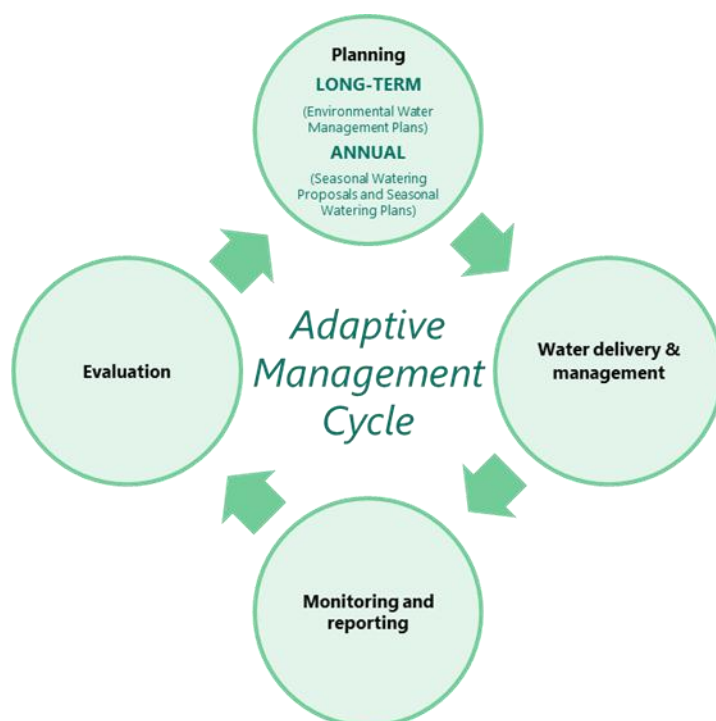 Planning
LONG-TERM
(Environmental Water
Management Plans)
ANNUAL
(Seasonal Watering
Proposals and Seasonal
Watering Plans)
Water delivery &
management
Monitoring and
reporting
Evaluation
Adaptive
Management
Cycle